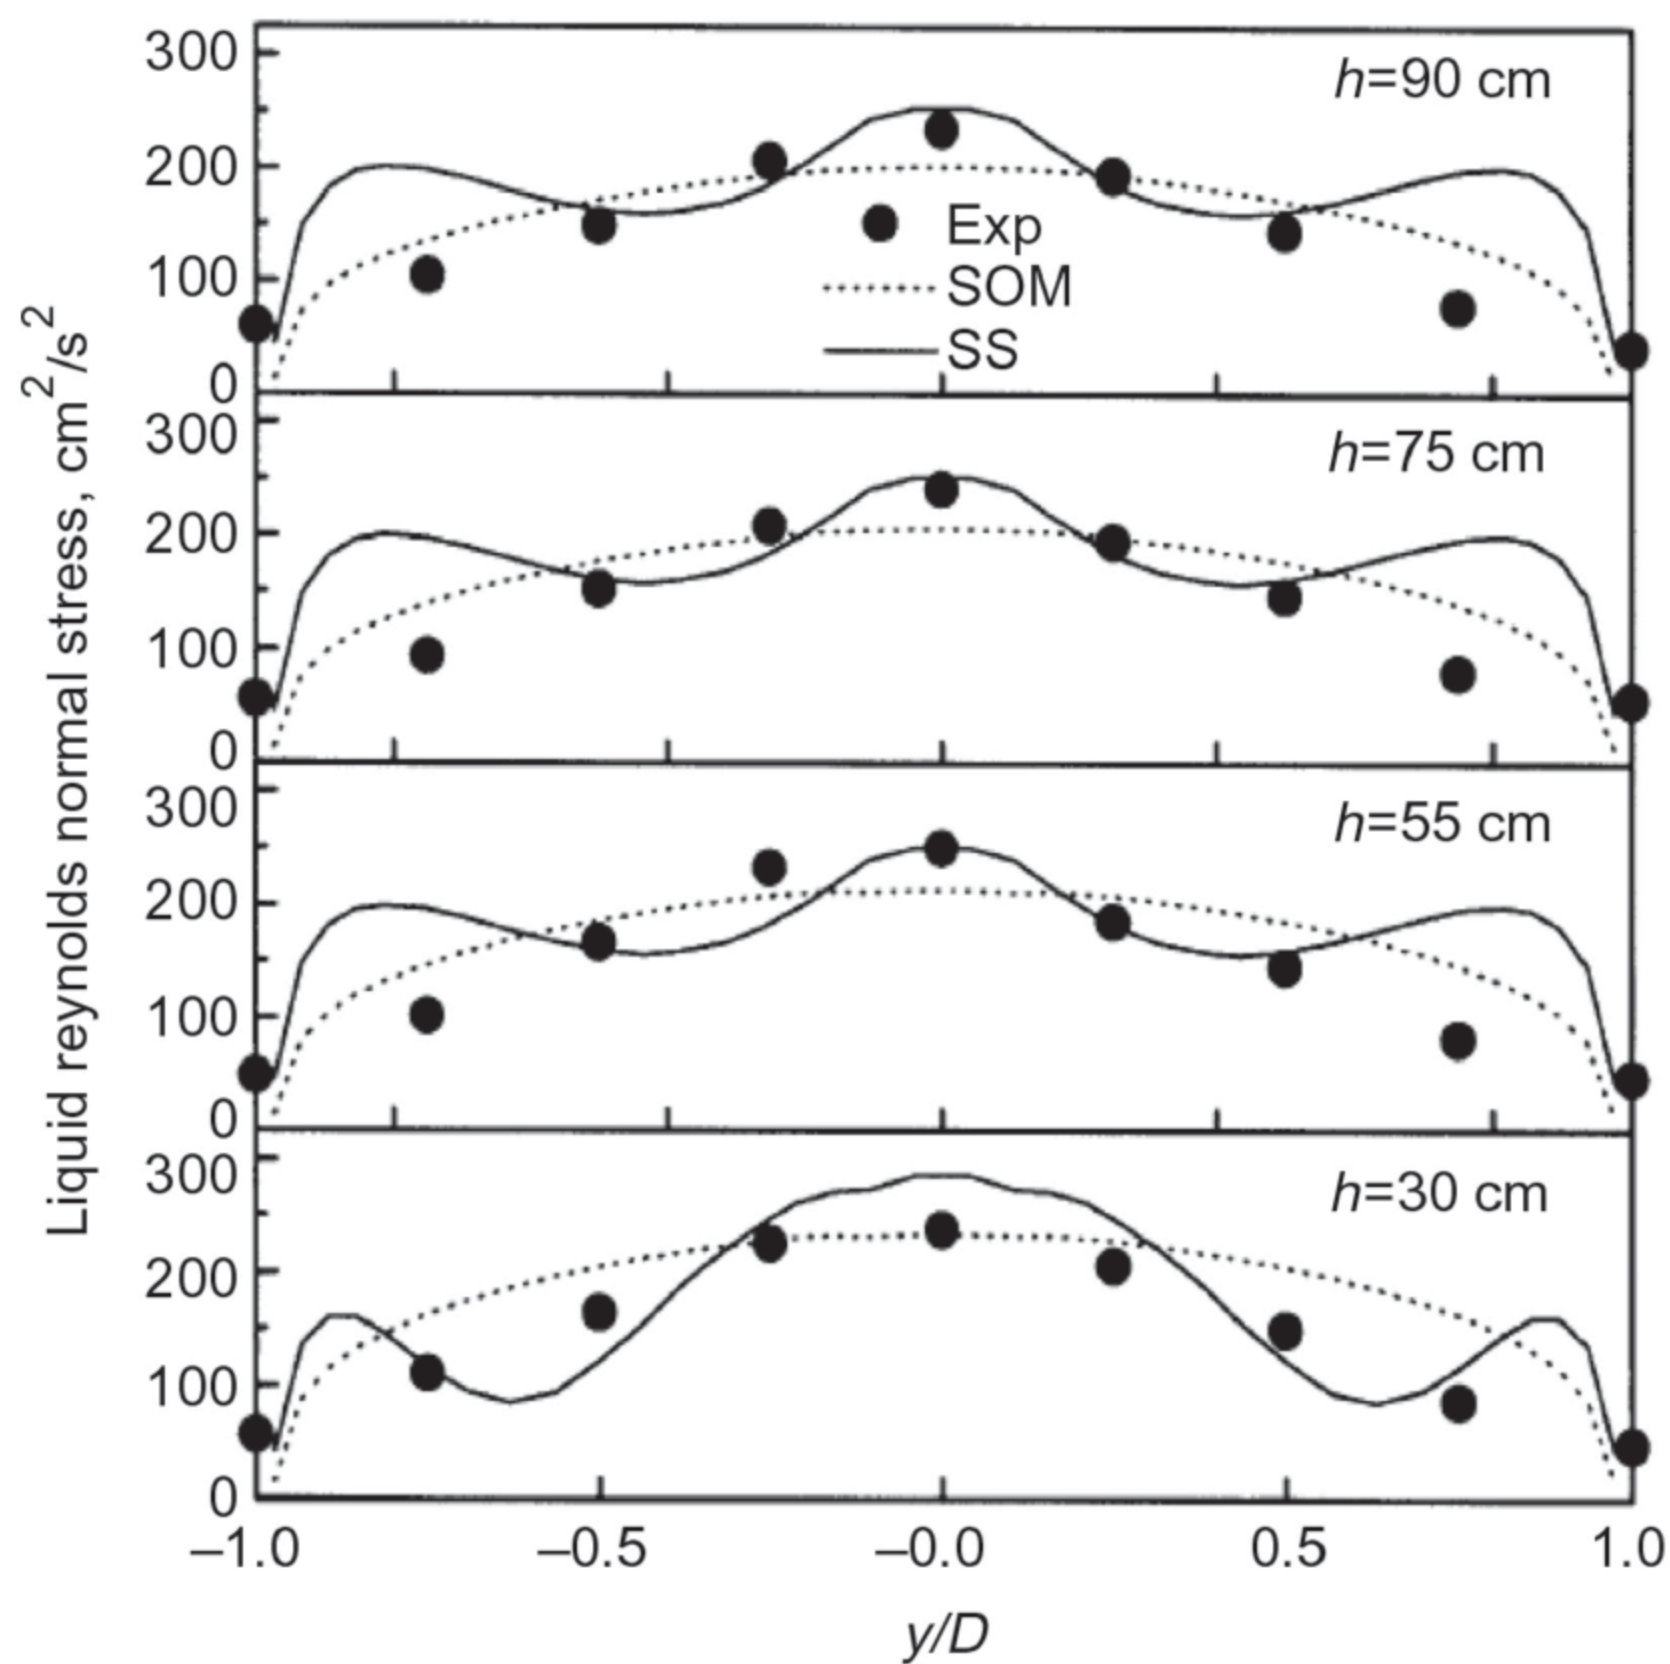 Liquid reynolds normal stress, cm²/s²
300
200
100
0
h=90 cm
Exp
SOM
SS
300
200
100
0
h=75 cm
300
200
100
0
h=55 cm
300
200
100
0
h=30 cm
–1.0 –0.5 –0.0 0.5 1.0
y/D